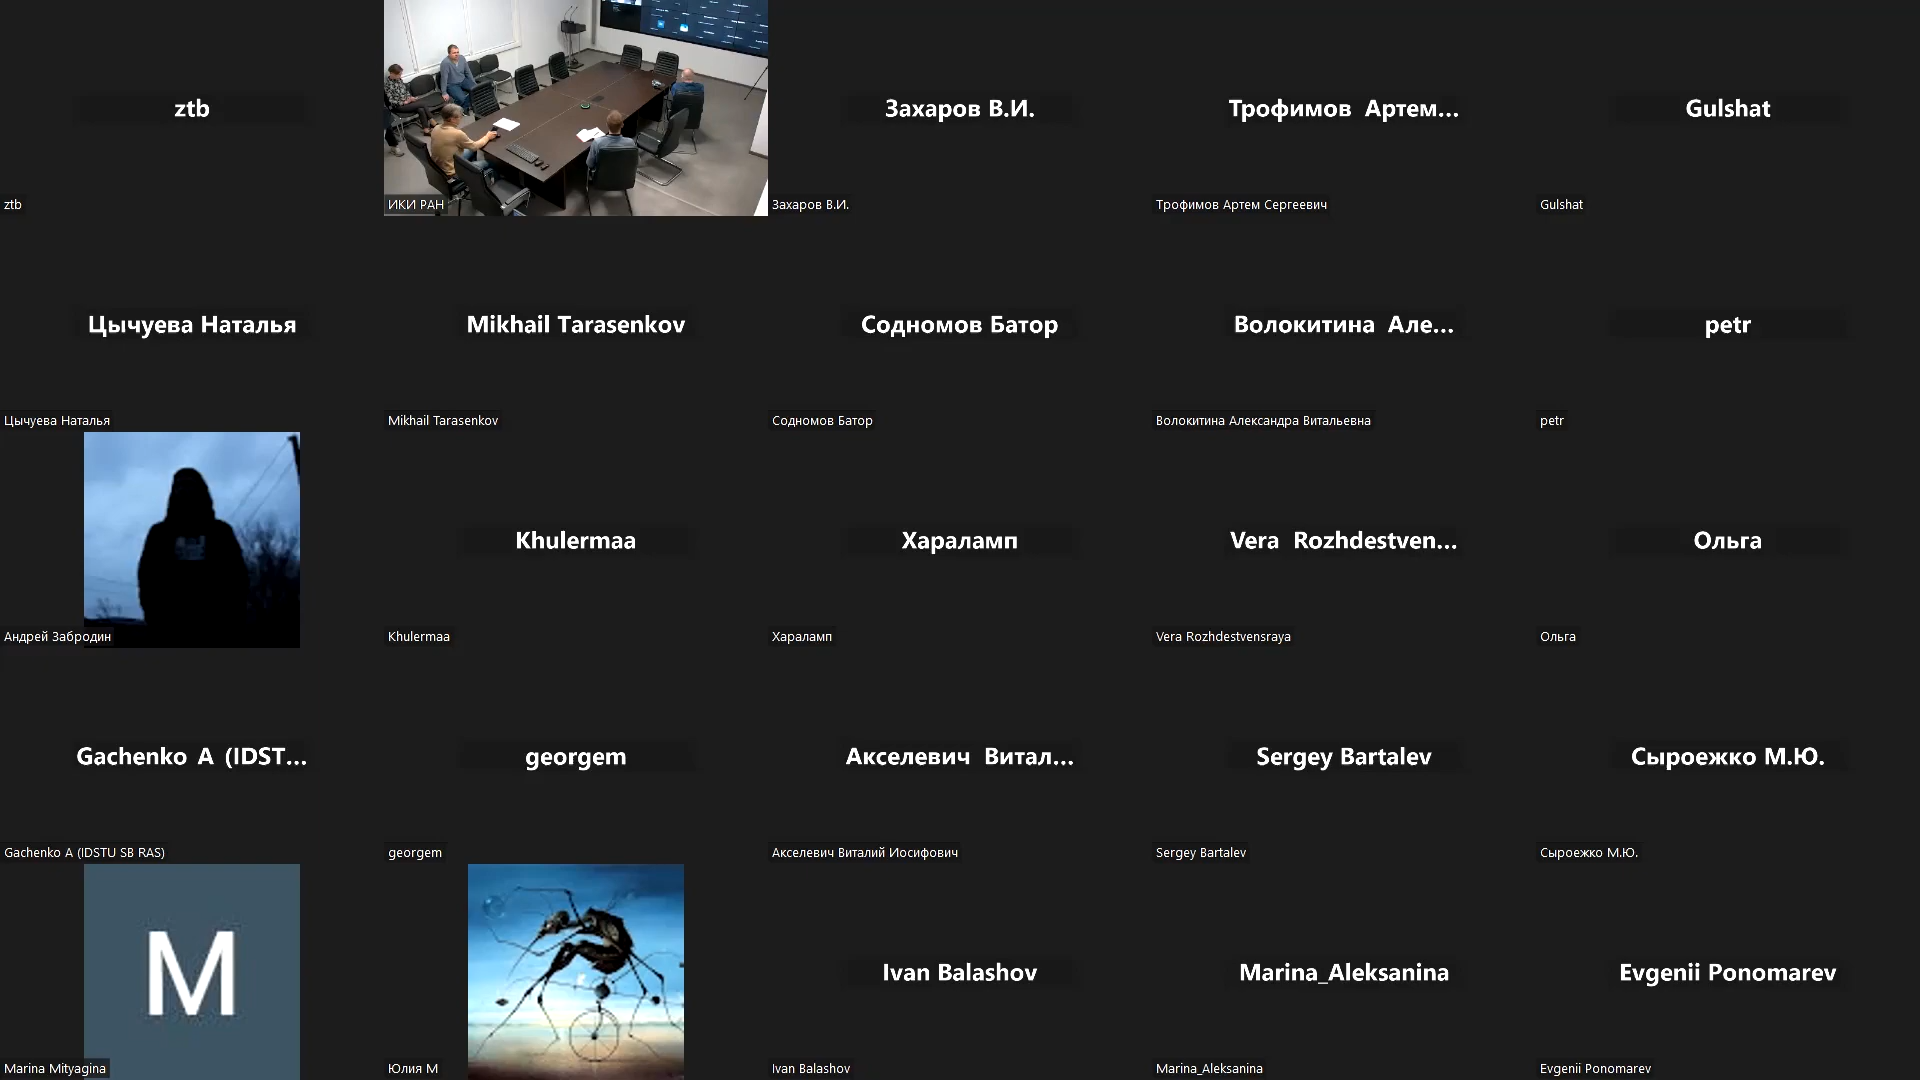 ztb
ztb
ИКИ РАН
Захаров В.И.
Захаров В.И.
Трофимов Артем...
Трофимов Артем Сергеевич
Gulshat
Gulshat
Цычуева Наталья
Цычуева Наталья
Mikhail Tarasenkov
Mikhail Tarasenkov
Содномов Батор
Содномов Батор
Волокитина Але...
Волокитина Александра Витальевна
petr
petr
Андрей Забродин
Khulermaa
Khulermaa
Хараламп
Хараламп
Vera Rozhdestven...
Vera Rozhdestvensraya
Ольга
Ольга
Gachenko A (IDST...
Gachenko A (IDSTU SB RAS)
georgem
georgem
Акселевич Витал...
Акселевич Виталий Иосифович
Sergey Bartalev
Sergey Bartalev
Сыроежко М.Ю.
Сыроежко М.Ю.
M
Marina Mityagina
Юлия М
Ivan Balashov
Ivan Balashov
Marina_Aleksanina
Marina_Aleksanina
Evgenii Ponomarev
Evgenii Ponomarev